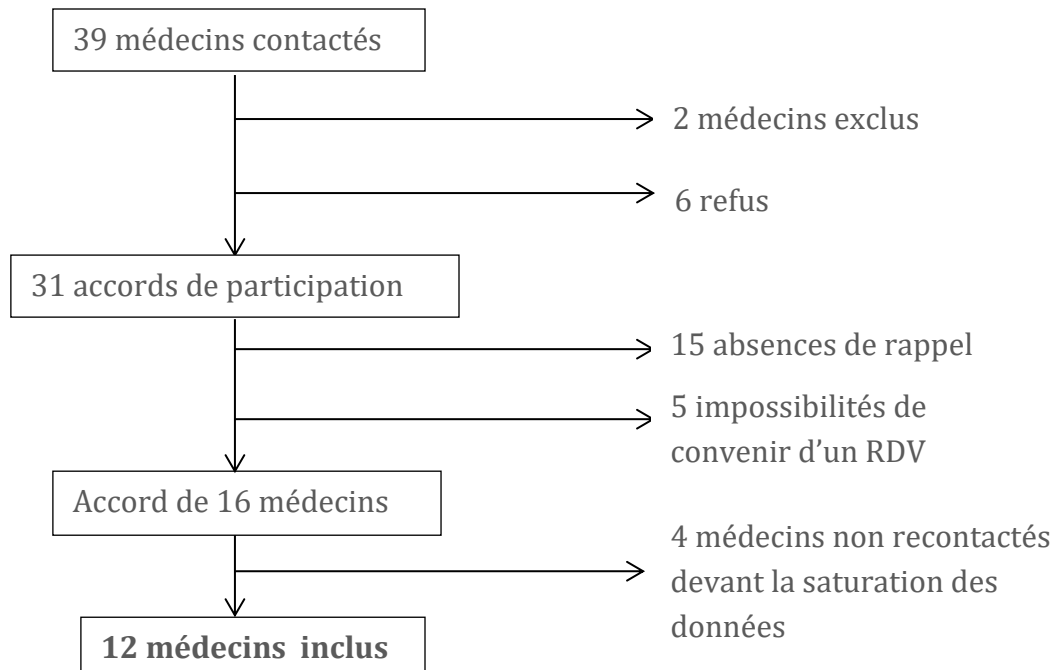 39 médecins contactés
2 médecins exclus
6 refus
31 accords de participation
15 absences de rappel
5 impossibilités de
convenir d’un RDV
Accord de 16 médecins
4 médecins non recontactés
devant la saturation des
données
12 médecins inclus